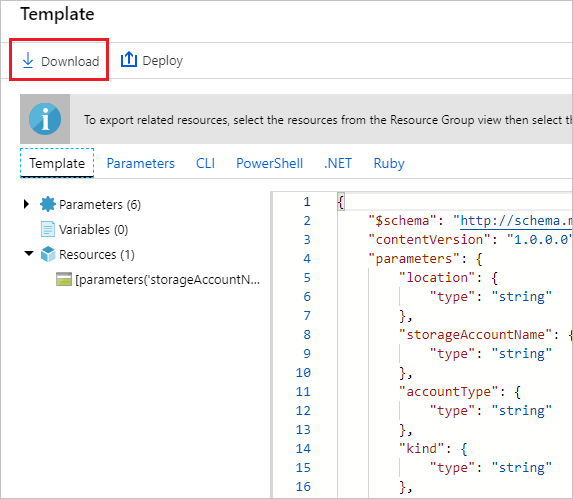 Template
Download Deploy
To export related resources, select the resources from the Resource Group view then select the
Template Parameters CLI PowerShell .NET Ruby
Parameters (6)
Variables (0)
Resources (1)
[parameters('storageAccountN...
1 {
2 "$schema": "http://schema.m
3 "contentVersion": "1.0.0.0"
4 "parameters": {
5 "location": {
6 "type": "string"
7 },
8 "storageAccountName": {
9 "type": "string"
10 },
11 "accountType": {
12 "type": "string"
13 },
14 "kind": {
15 "type": "string"
16 },